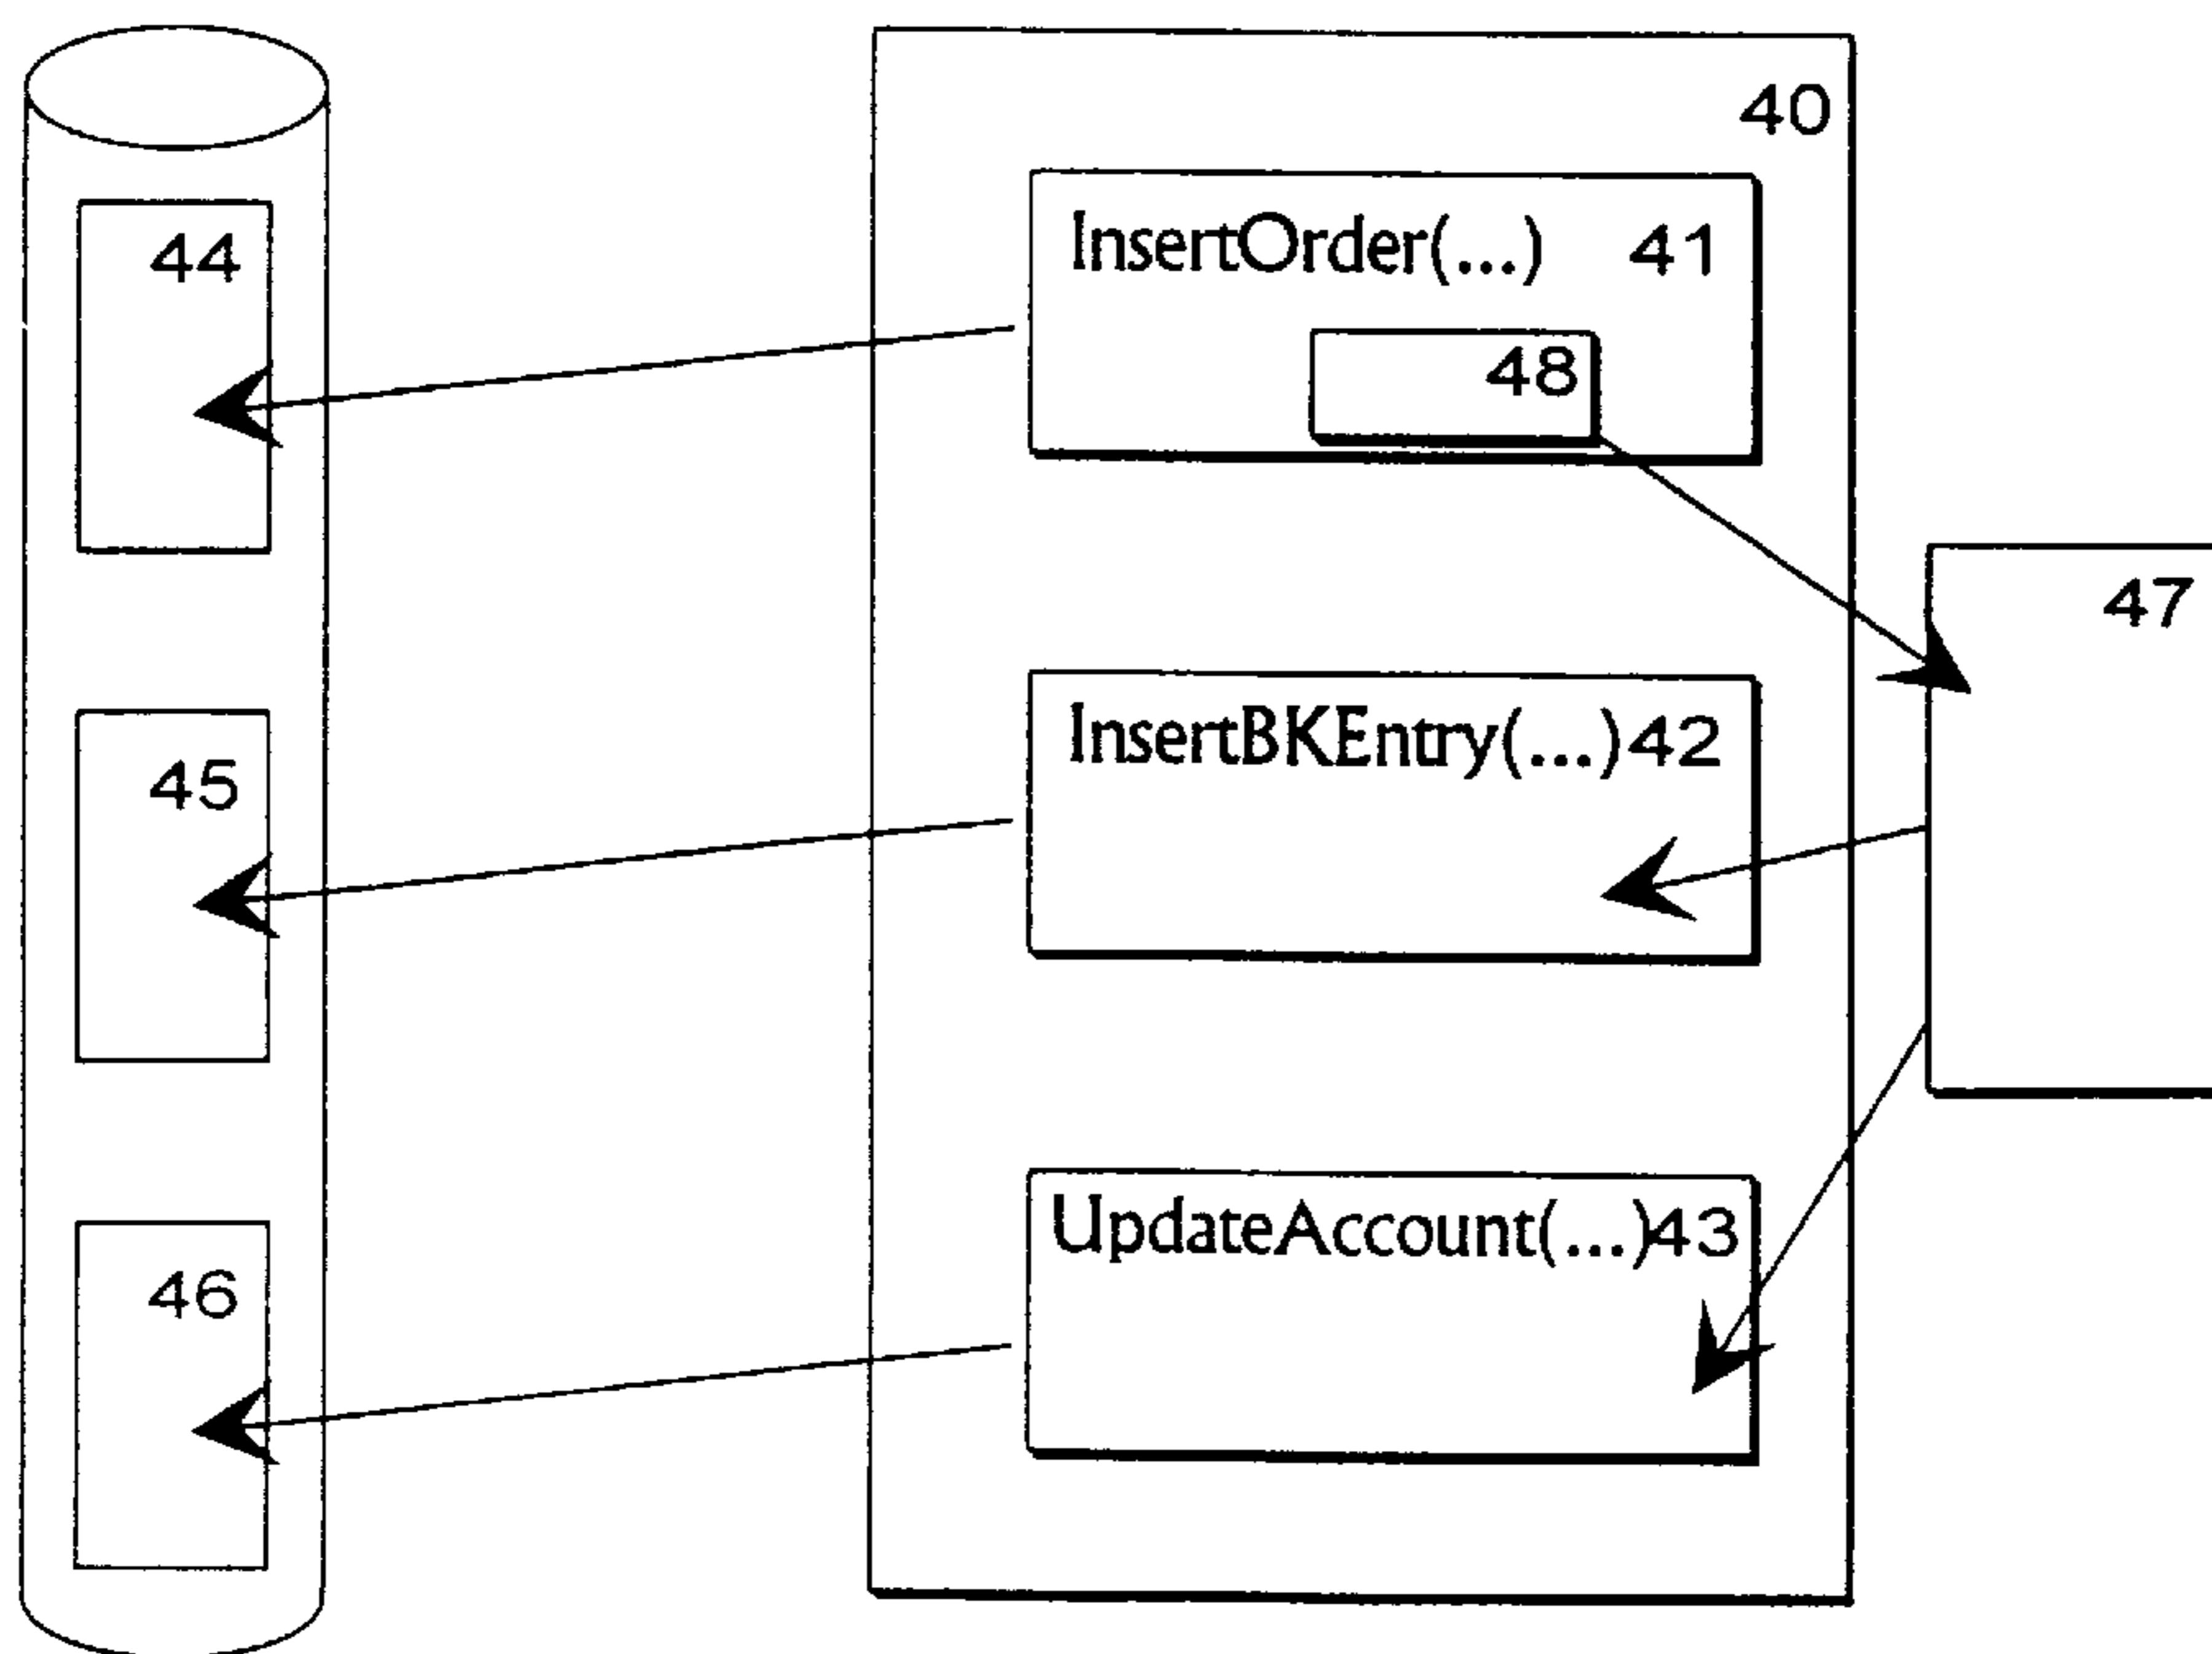 40
44
InsertOrder(...) 41
48
47
45
InsertBKEntry(...)42
46
UpdateAccount(...)43